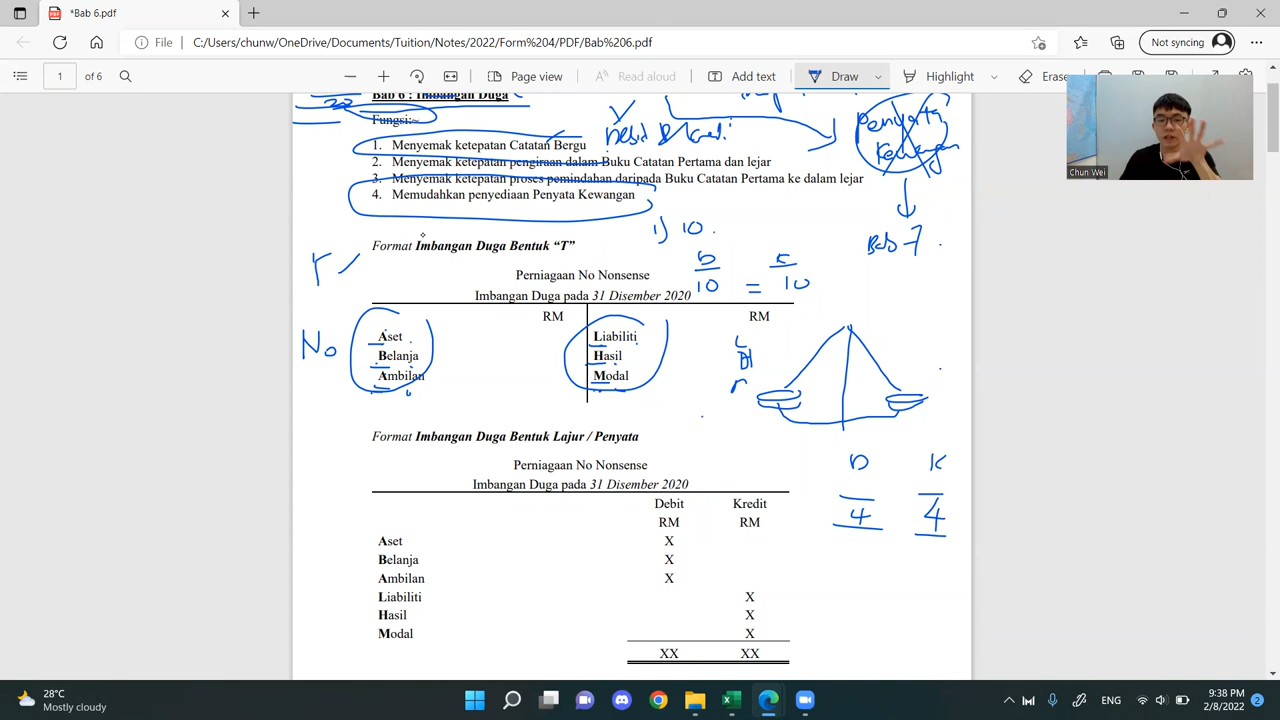 *Bab 6.pdf
File C:/Users/chunw/OneDrive/Documents/Tuition/Notes/2022/Form%204/PDF/Bab%206.pdf Not syncing
1 of 6 Page view Read aloud Add text Draw Highlight Erase
Bab 6 : Imbangan Duga
Fungsi:~
1. Menyemak ketepatan Catatan Bergu
2. Menyemak ketepatan pengiraan dalam Buku Catatan Pertama dan lejar
3. Menyemak ketepatan proses pemindahan daripada Buku Catatan Pertama ke dalam lejar
4. Memudahkan penyediaan Penyata Kewangan
penyata
kewangan
Bab 7
Chun Wei
1) 10
Format Imbangan Duga Bentuk “T”
Perniagaan No Nonsense
Imbangan Duga pada 31 Disember 2020
10 = 10
RM RM
No
Aset Liabiliti
Belanja Hasil
Ambilan Modal
Format Imbangan Duga Bentuk Lajur / Penyata
Perniagaan No Nonsense
Imbangan Duga pada 31 Disember 2020
D K
4 4
Debit Kredit
RM RM
Aset X
Belanja X
Ambilan X
Liabiliti X
Hasil X
Modal X
XX XX
28°C
Mostly cloudy
ENG
9:38 PM
2/8/2022
2